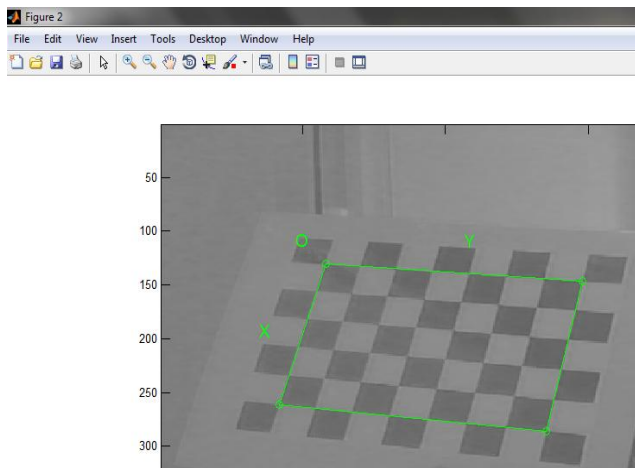 Figure 2
File Edit View Insert Tools Desktop Window Help
50
100
150
200
250
300
O
Y
X